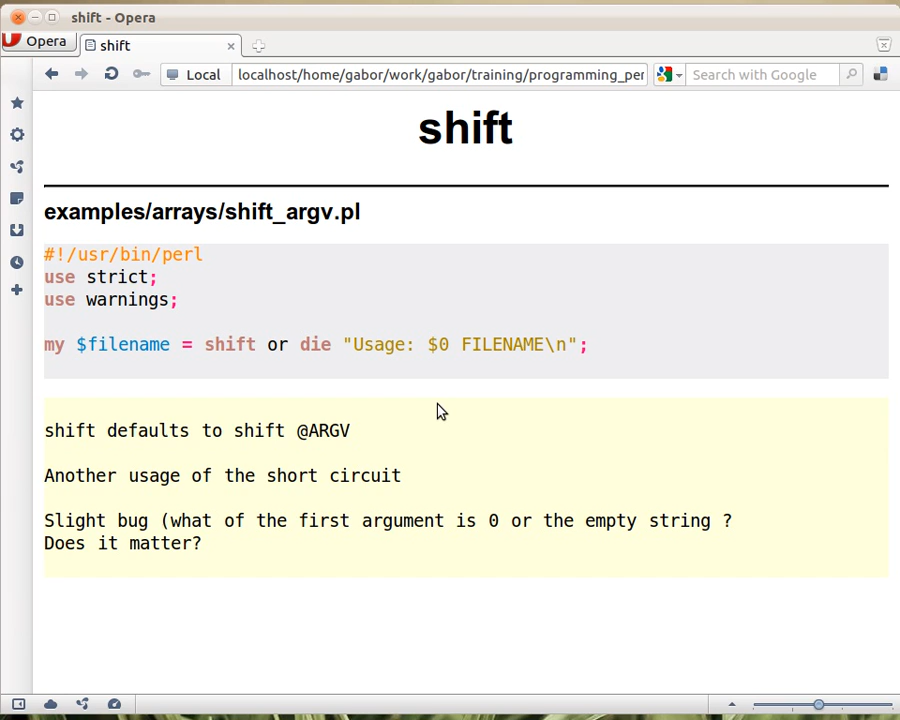 shift - Opera
Opera
shift
Local
localhost/home/gabor/work/gabor/training/programming_per
Search with Google
shift
examples/arrays/shift_argv.pl
#!/usr/bin/perl
use strict;
use warnings;
my $filename = shift or die "Usage: $0 FILENAME\n";
shift defaults to shift @ARGV
Another usage of the short circuit
Slight bug (what of the first argument is 0 or the empty string ?
Does it matter?